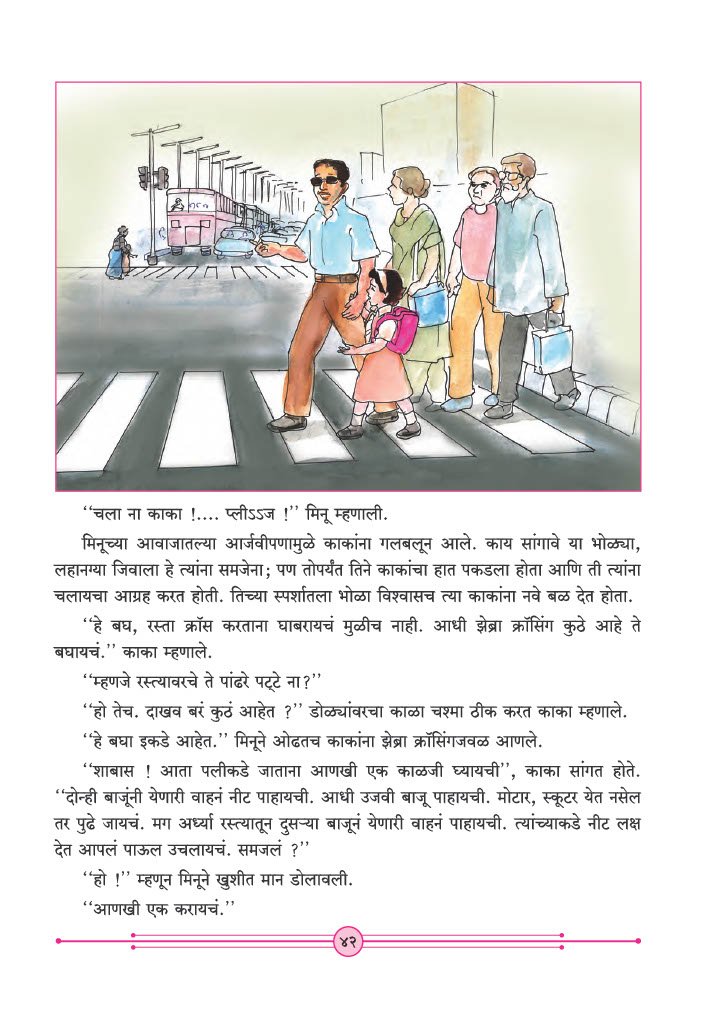 ‘‘चला ना काका !.... प्लीऽऽज !’’ मिनू म्हणाली.
मिनूच्या आवाजातल्या आर्जवीपणामुळे काकांना गलबलून आले. काय सांगावे या भोळ्या,
लहानग्या जिवाला हे त्यांना समजेना; पण तोपर्यंत तिने काकांचा हात पकडला होता आणि ती त्यांना
चलायचा आग्रह करत होती. तिच्या स्पर्शातला भोळा विश्वासच त्या काकांना नवे बळ देत होता.
‘‘हे बघ, रस्ता क्रॉस करताना घाबरायचं मुळीच नाही. आधी झेब्रा क्रॉसिंग कुठे आहे ते
बघायचं.’’ काका म्हणाले.
‘‘म्हणजे रस्त्यावरचे ते पांढरे पट्टे ना?’’
‘‘हो तेच. दाखव बरं कुठं आहेत ?’’ डोळ्यांवरचा काळा चश्मा ठीक करत काका म्हणाले.
‘‘हे बघा इकडे आहेत.’’ मिनूने ओढतच काकांना झेब्रा क्रॉसिंगजवळ आणले.
‘‘शाबास ! आता पलीकडे जाताना आणखी एक काळजी घ्यायची’’, काका सांगत होते.
‘‘दोन्ही बाजूंनी येणारी वाहनं नीट पाहायची. आधी उजवी बाजू पाहायची. मोटार, स्कूटर येत नसेल
तर पुढे जायचं. मग अर्ध्या रस्त्यातून दुसऱ्या बाजूनं येणारी वाहनं पाहायची. त्यांच्याकडे नीट लक्ष
देत आपलं पाऊल उचलायचं. समजलं ?’’
‘‘हो !’’ म्हणून मिनूने खुशीत मान डोलावली.
‘‘आणखी एक करायचं.’’
४२